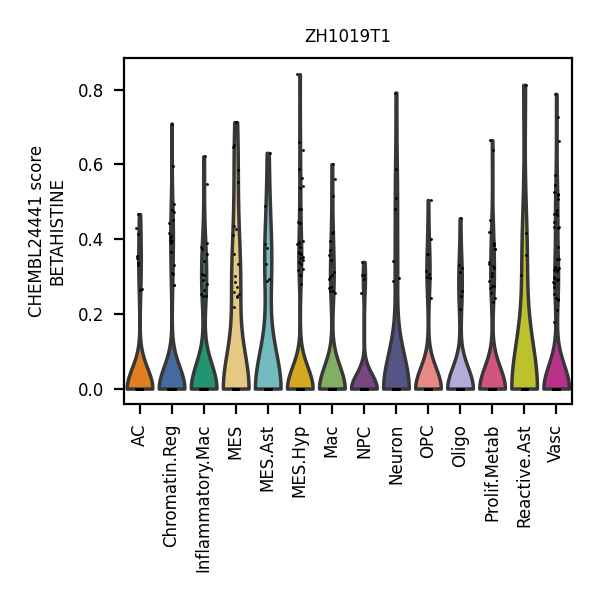 ZH1019T1
CHEMBL24441 score
BETAHISTINE
0.8
0.6
0.4
0.2
0.0
AC
Chromatin.Reg
Inflammatory.Mac
MES
MES.Ast
MES.Hyp
Mac
NPC
Neuron
OPC
Oligo
Prolif.Metab
Reactive.Ast
Vasc